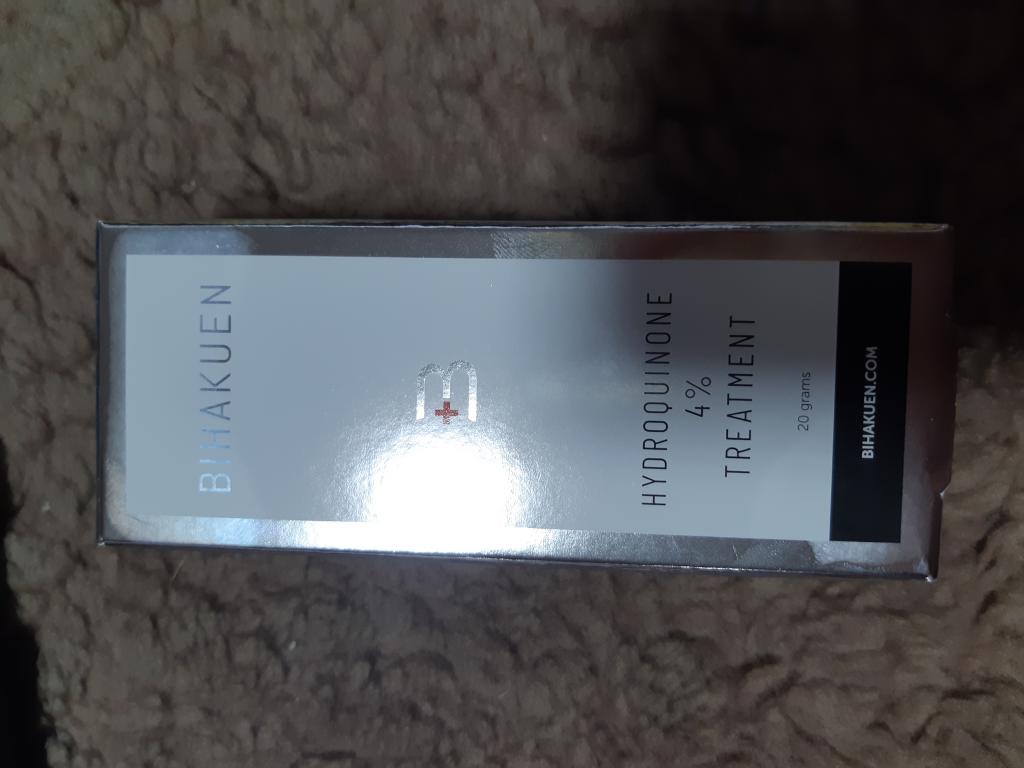 BIHAKUEN
+m
HYDROQUINONE
4%
TREATMENT
20 grams
BIHAKUEN.COM